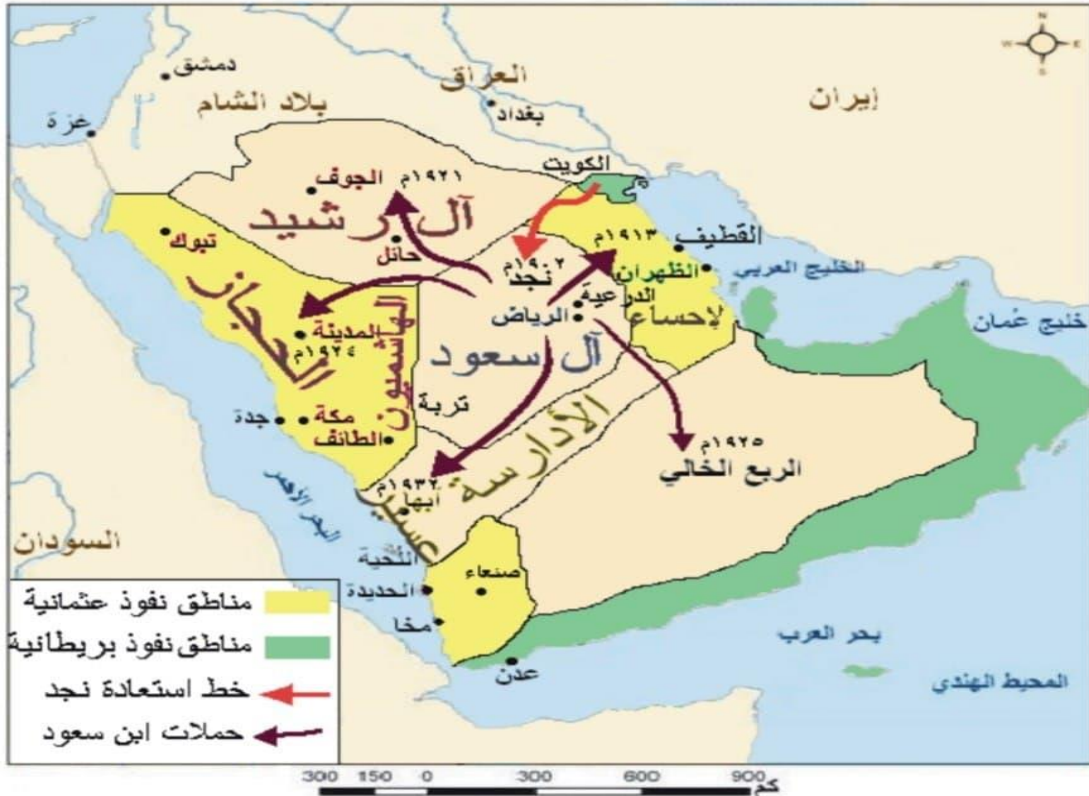 N
W E
S
دمشق
العراق
إيران
بلاد الشام
بغداد
غزة
الكويت
الجوف
١٩٢١م
آل رشيد
حائل
تبوك
١٩٠٢م
نجد
١٩١٣م
القطيف
الظهران
الخليج العربي
الدرعية
الرياض
لإحساء
خليج عُمان
الحجاز
الهاشميون
المدينة
١٩٢٤م
آل سعود
تربة
مكة
جدة
الطائف
الأدارسة
١٩٢٥م
الربع الخالي
١٩٣٢م
أبها
عسير
البحر الأحمر
السودان
اللحية
صنعاء
الحديدة
مخا
عدن
بحر العرب
المحيط الهندي
مناطق نفوذ عثمانية
مناطق نفوذ بريطانية
خط استعادة نجد
حملات ابن سعود
300 150 0 300 600 900
كم